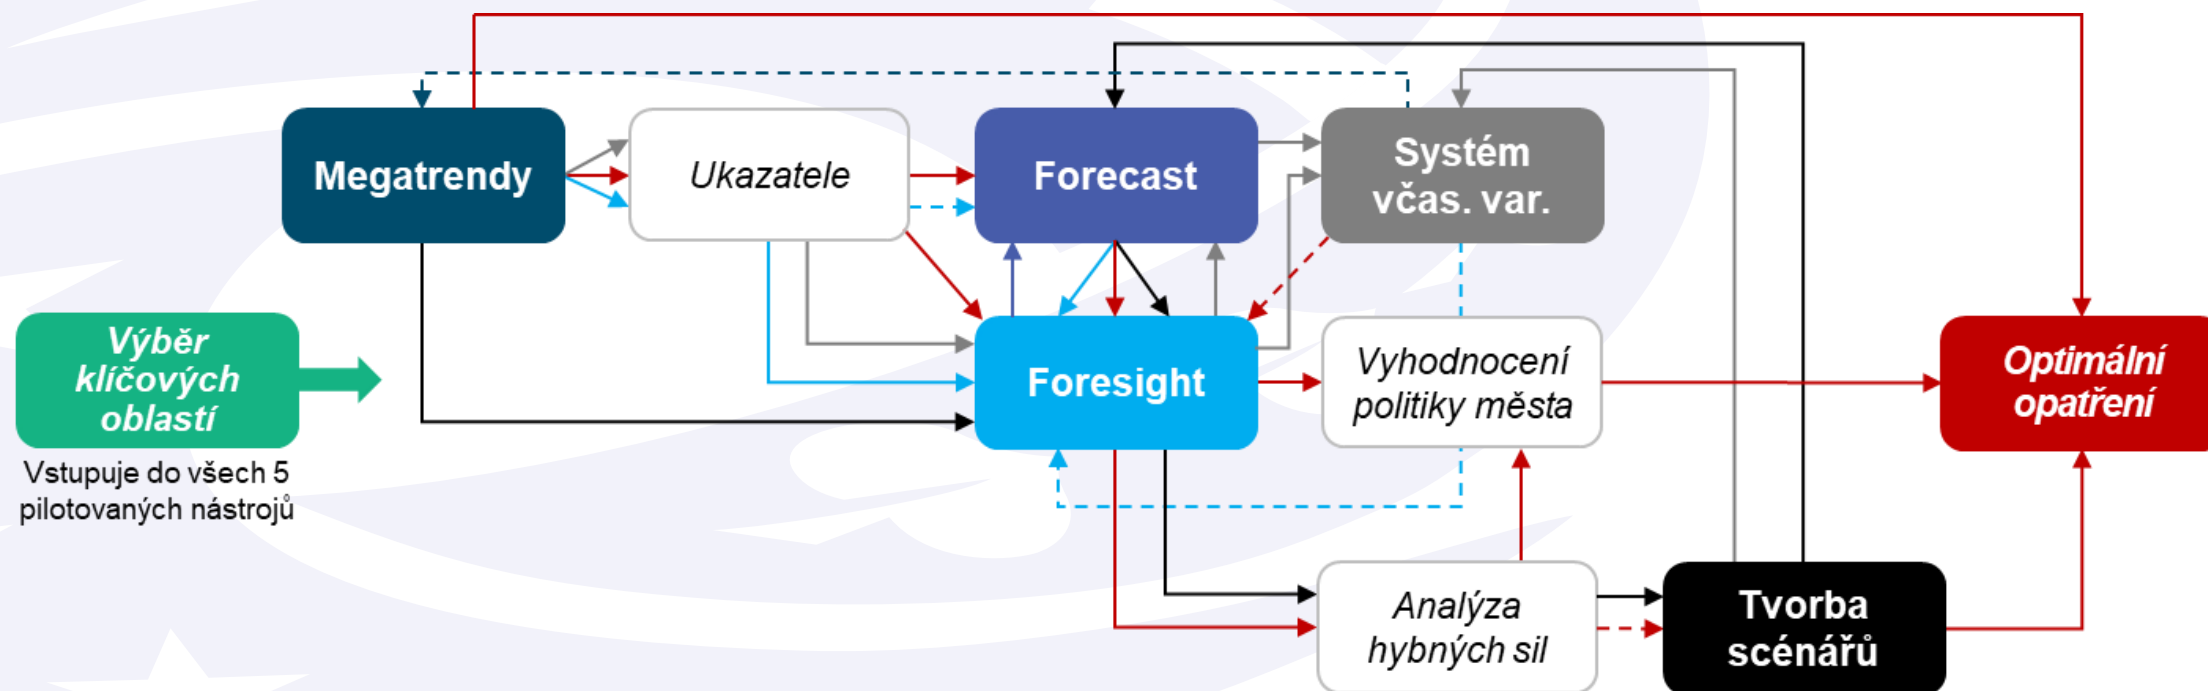 Megatrendy
Ukazatele
Forecast
Systém
včas. var.
Výběr
klíčových
oblastí
Vstupuje do všech 5
pilotovaných nástrojů
Foresight
Vyhodnocení
politiky města
Optimální
opatření
Analýza
hybných sil
Tvorba
scénářů